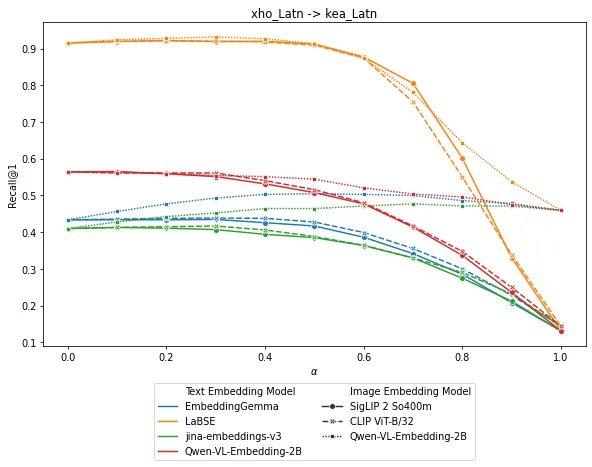 xho_Latn -> kea_Latn
Recall@1
0.9
0.8
0.7
0.6
0.5
0.4
0.3
0.2
0.1
0.0 0.2 0.4 0.6 0.8 1.0
α
Text Embedding Model Image Embedding Model
EmbeddingGemma SigLIP 2 So400m
LaBSE CLIP ViT-B/32
jina-embeddings-v3 Qwen-VL-Embedding-2B
Qwen-VL-Embedding-2B